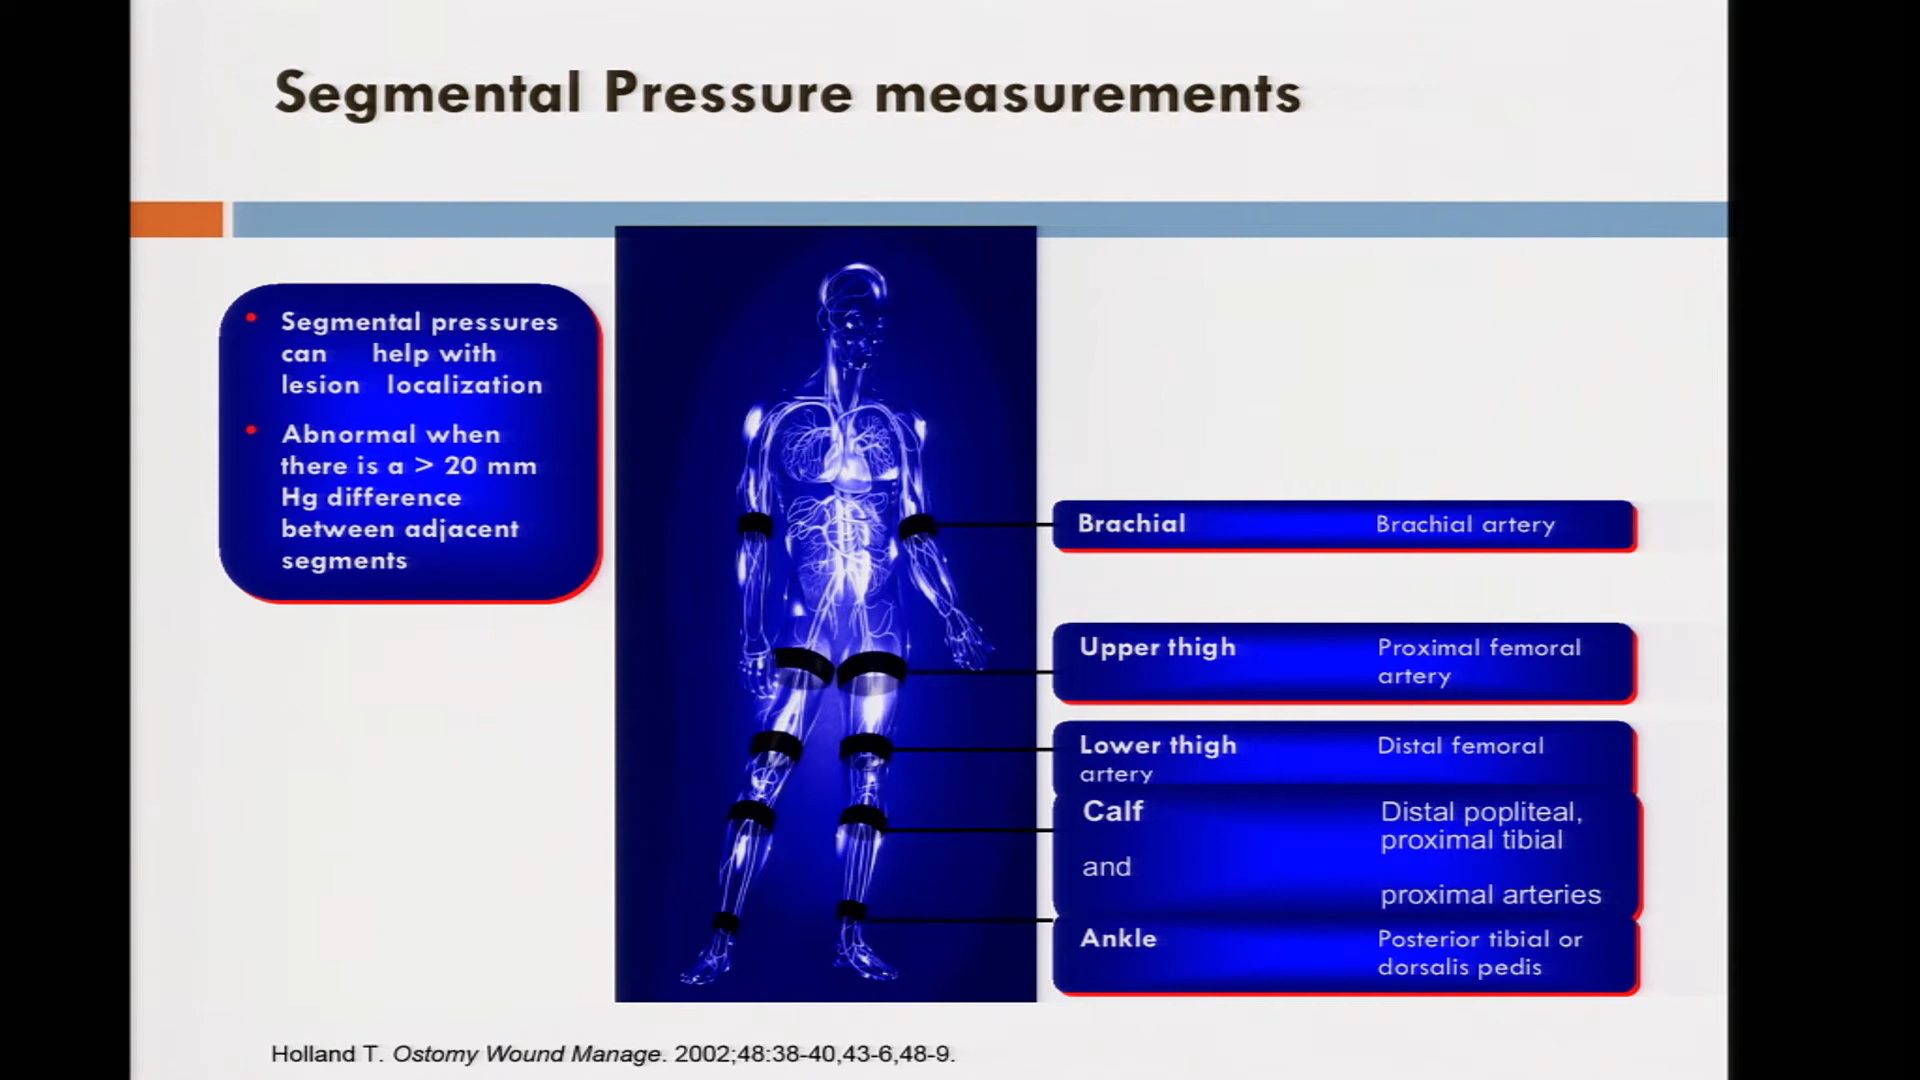 Segmental Pressure measurements
• Segmental pressures
can help with
lesion localization
• Abnormal when
there is a > 20 mm
Hg difference
between adjacent
segments
Brachial Brachial artery
Upper thigh Proximal femoral
artery
Lower thigh Distal femoral
artery
Calf Distal popliteal,
proximal tibial
and
proximal arteries
Ankle Posterior tibial or
dorsalis pedis
Holland T. Ostomy Wound Manage. 2002;48:38-40,43-6,48-9.